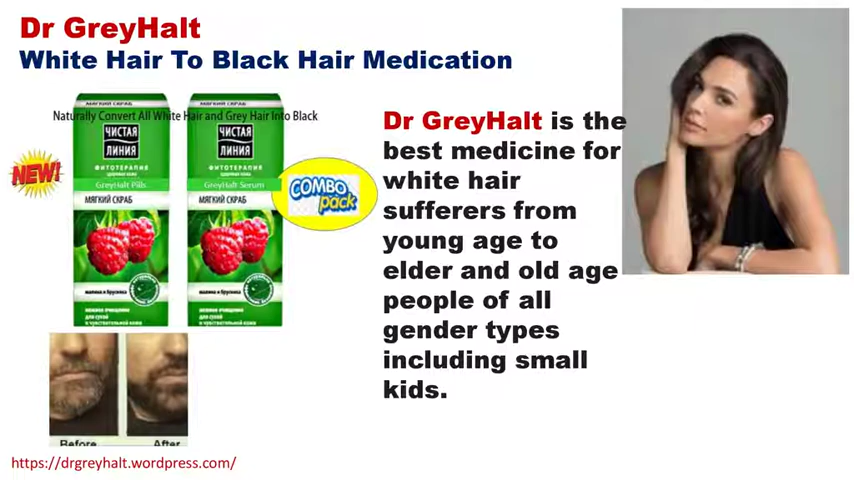 Dr GreyHalt
White Hair To Black Hair Medication
МЯГКИЙ СКРАБ
МЯГКИЙ СКРАБ
Naturally Convert All White Hair and Grey Hair Into Black
ЧИСТАЯ
ЛИНИЯ
ЧИСТАЯ
ЛИНИЯ
ФИТОТЕРАПИЯ
ФИТОТЕРАПИЯ
NEW!
GreyHalt Pills
GreyHalt Serum
МЯГКИЙ СКРАБ
МЯГКИЙ СКРАБ
COMBO
pack
малина и брусника
малина и брусника
нежное очищение
для сухой
и чувствительной кожи
нежное очищение
для сухой
и чувствительной кожи
Dr GreyHalt is the
best medicine for
white hair
sufferers from
young age to
elder and old age
people of all
gender types
including small
kids.
Before
After
https://drgreyhalt.wordpress.com/